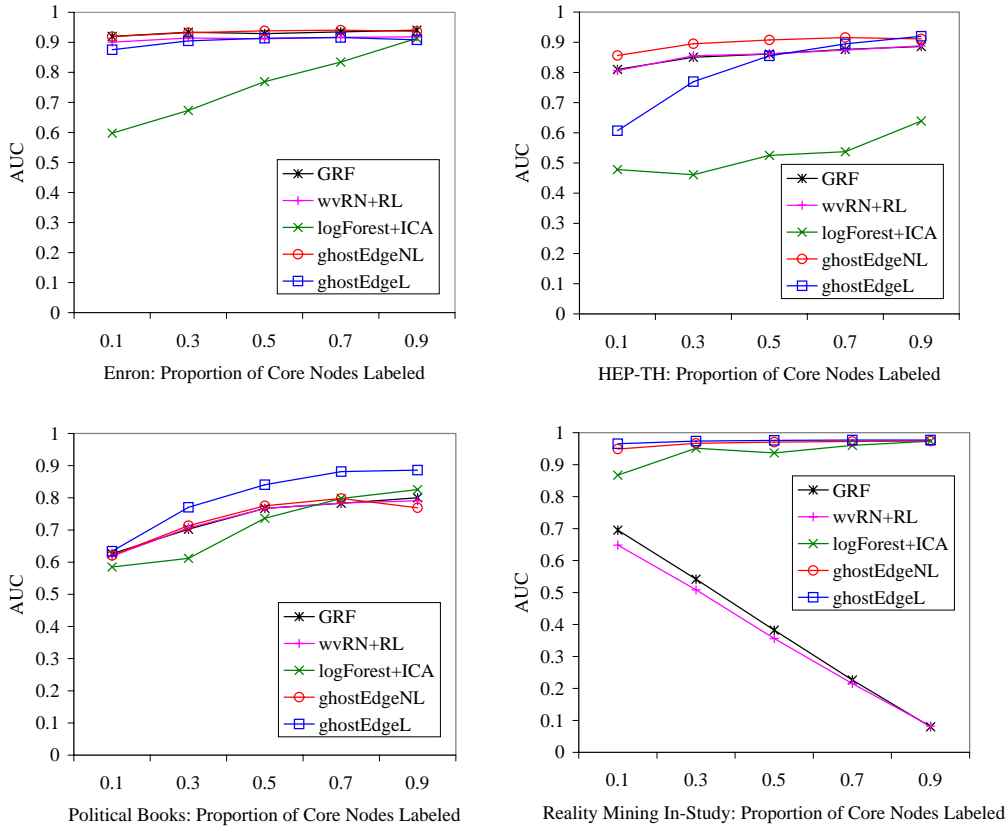 1
0.9
0.8
0.7
0.6
0.5
0.4
0.3
0.2
0.1
0
AUC
GRF
wvRN+RL
logForest+ICA
ghostEdgeNL
ghostEdgeL
0.1 0.3 0.5 0.7 0.9
Enron: Proportion of Core Nodes Labeled
1
0.9
0.8
0.7
0.6
0.5
0.4
0.3
0.2
0.1
0
AUC
GRF
wvRN+RL
logForest+ICA
ghostEdgeNL
ghostEdgeL
0.1 0.3 0.5 0.7 0.9
HEP-TH: Proportion of Core Nodes Labeled
1
0.9
0.8
0.7
0.6
0.5
0.4
0.3
0.2
0.1
0
AUC
GRF
wvRN+RL
logForest+ICA
ghostEdgeNL
ghostEdgeL
0.1 0.3 0.5 0.7 0.9
Political Books: Proportion of Core Nodes Labeled
1
0.9
0.8
0.7
0.6
0.5
0.4
0.3
0.2
0.1
0
AUC
GRF
wvRN+RL
logForest+ICA
ghostEdgeNL
ghostEdgeL
0.1 0.3 0.5 0.7 0.9
Reality Mining In-Study: Proportion of Core Nodes Labeled